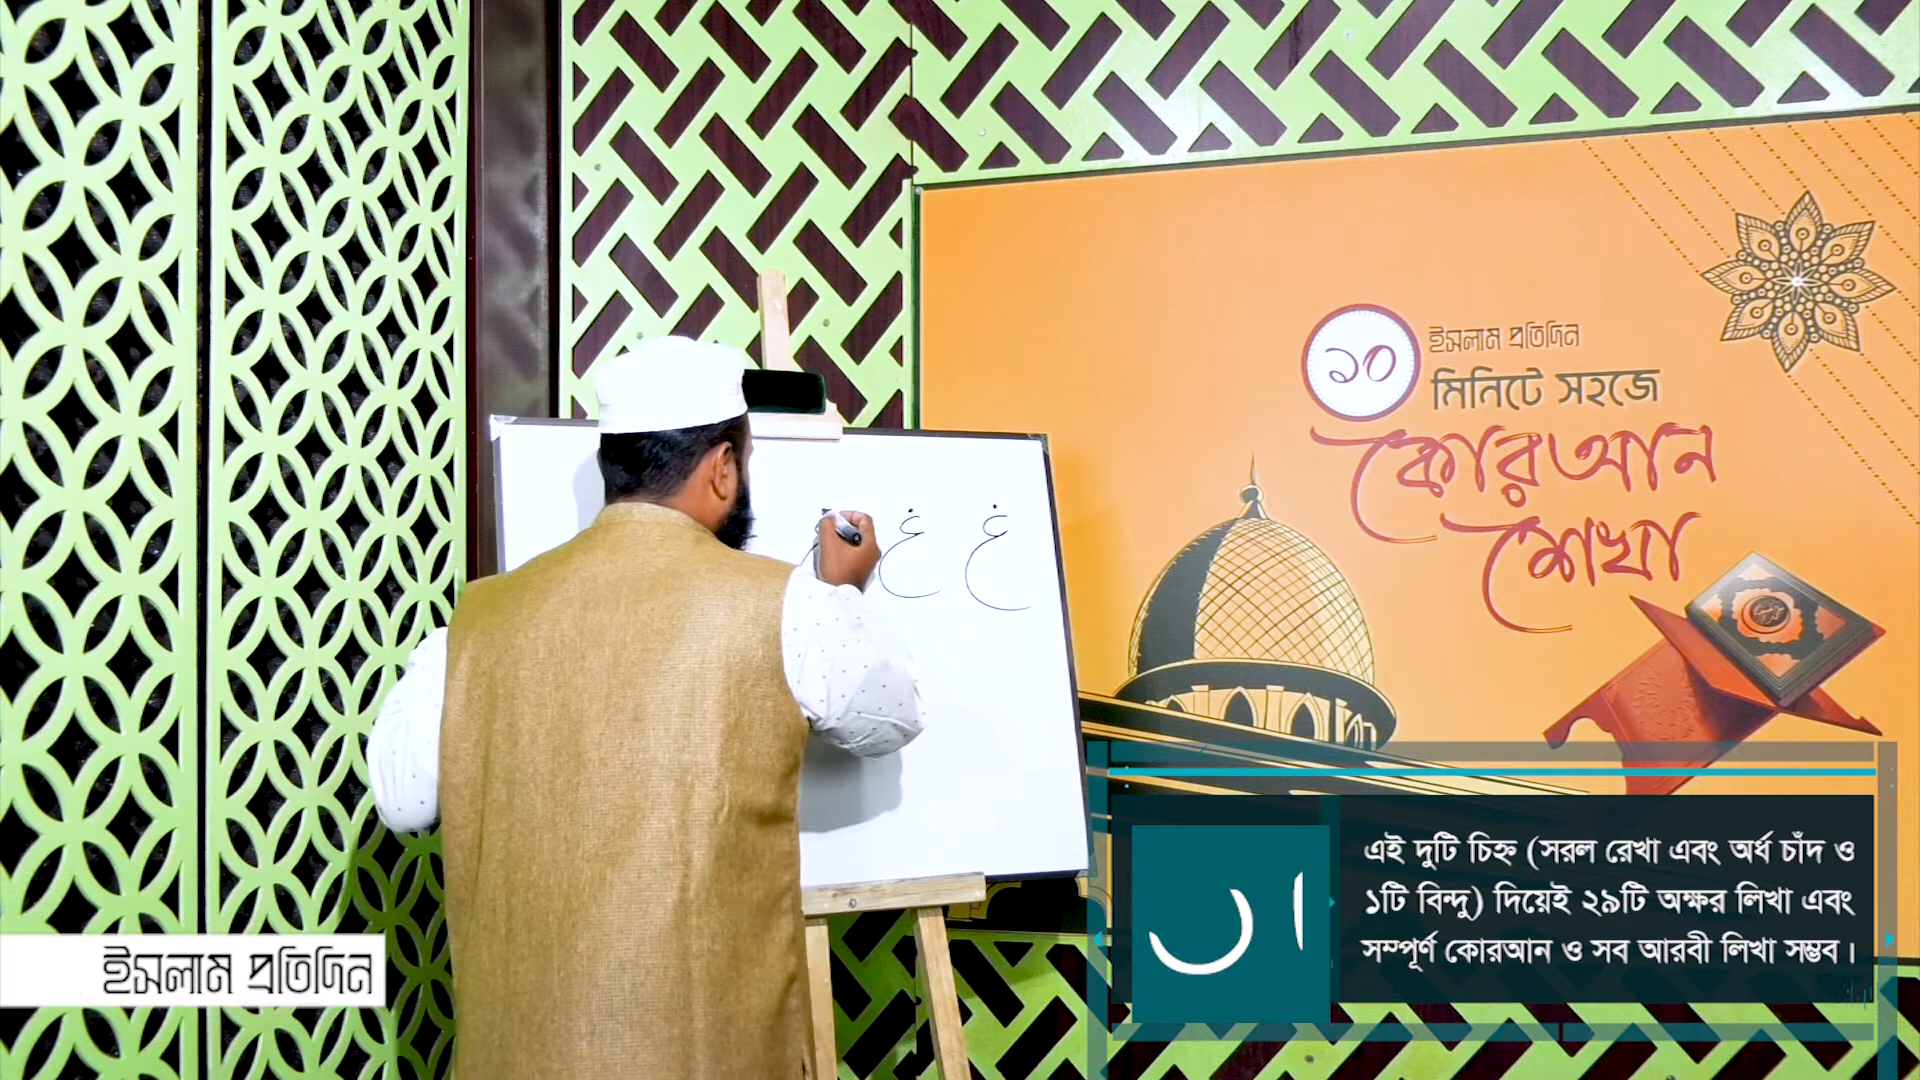 ১০
ইসলাম প্রতিদিন
মিনিটে সহজে
কোরআন
শেখা
غ غ
এই দুটি চিহ্ন (সরল রেখা এবং অর্ধ চাঁদ ও
১টি বিন্দু) দিয়েই ২৯টি অক্ষর লিখা এবং
সম্পূর্ণ কোরআন ও সব আরবী লিখা সম্ভব।
ইসলাম প্রতিদিন